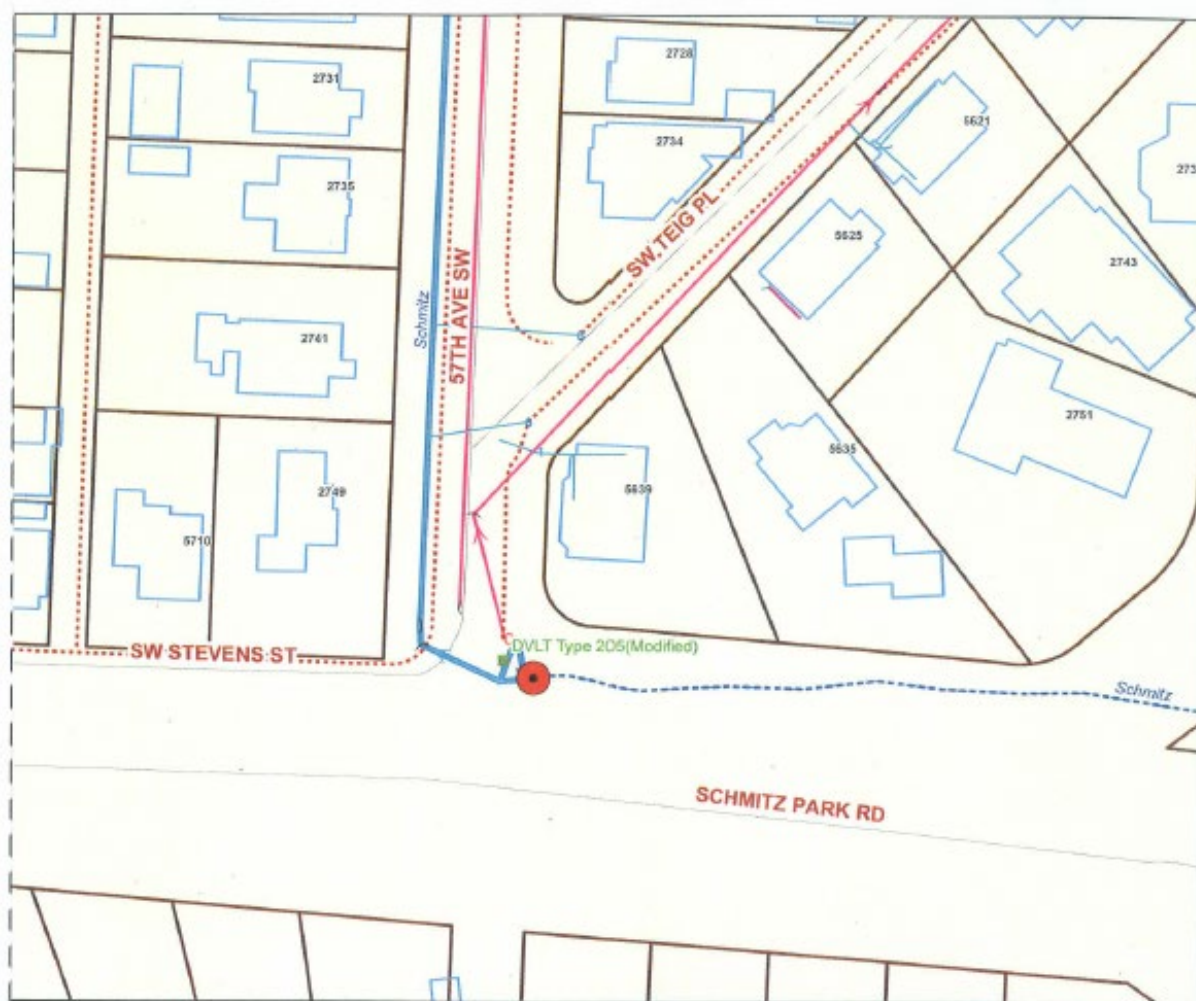 2731
2728
5621
2734
2735
SW TEIG PL
5625
2743
57TH AVE SW
Schmitz
2741
2751
5635
2749
5639
5710
DVLT Type 205(Modified)
SW STEVENS ST
Schmitz
SCHMITZ PARK RD